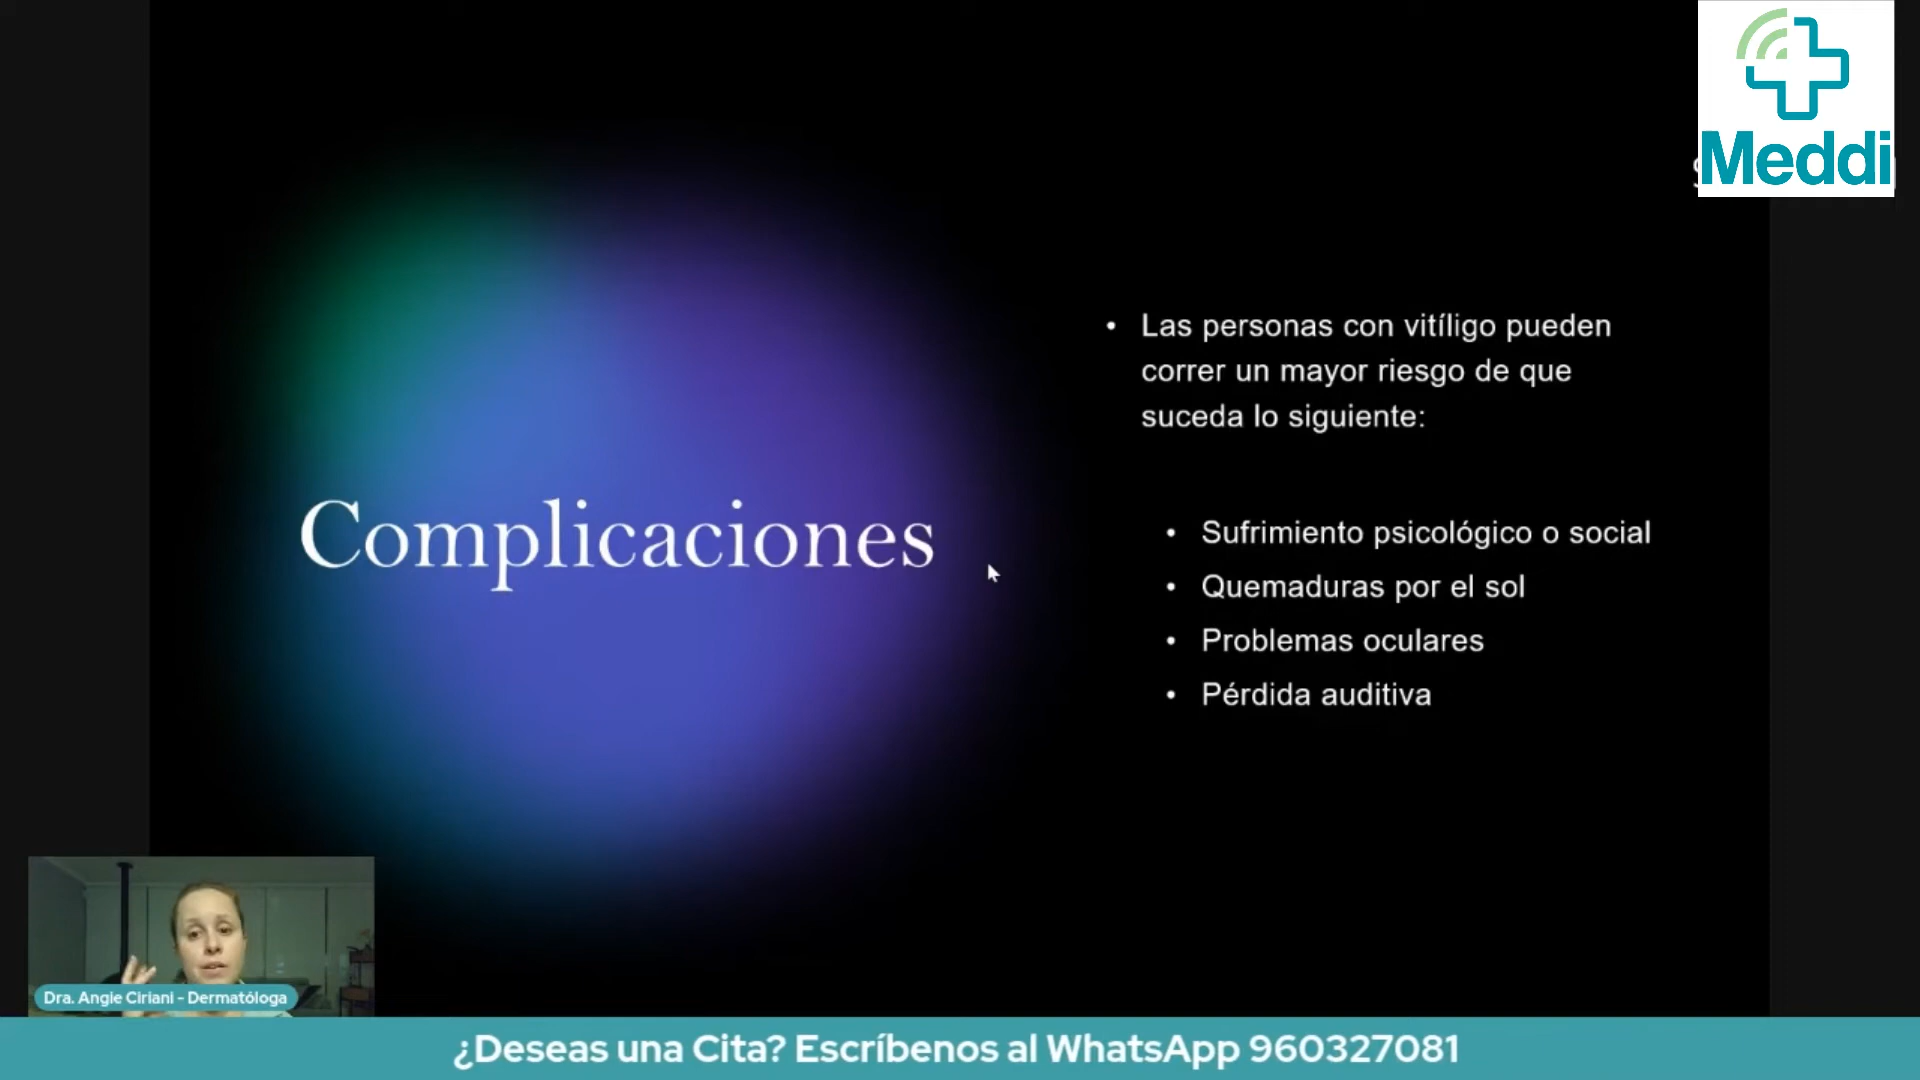 Meddi
Complicaciones
• Las personas con vitíligo pueden
correr un mayor riesgo de que
suceda lo siguiente:
• Sufrimiento psicológico o social
• Quemaduras por el sol
• Problemas oculares
• Pérdida auditiva
Dra. Angie Ciriani - Dermatóloga
¿Deseas una Cita? Escríbenos al WhatsApp 960327081